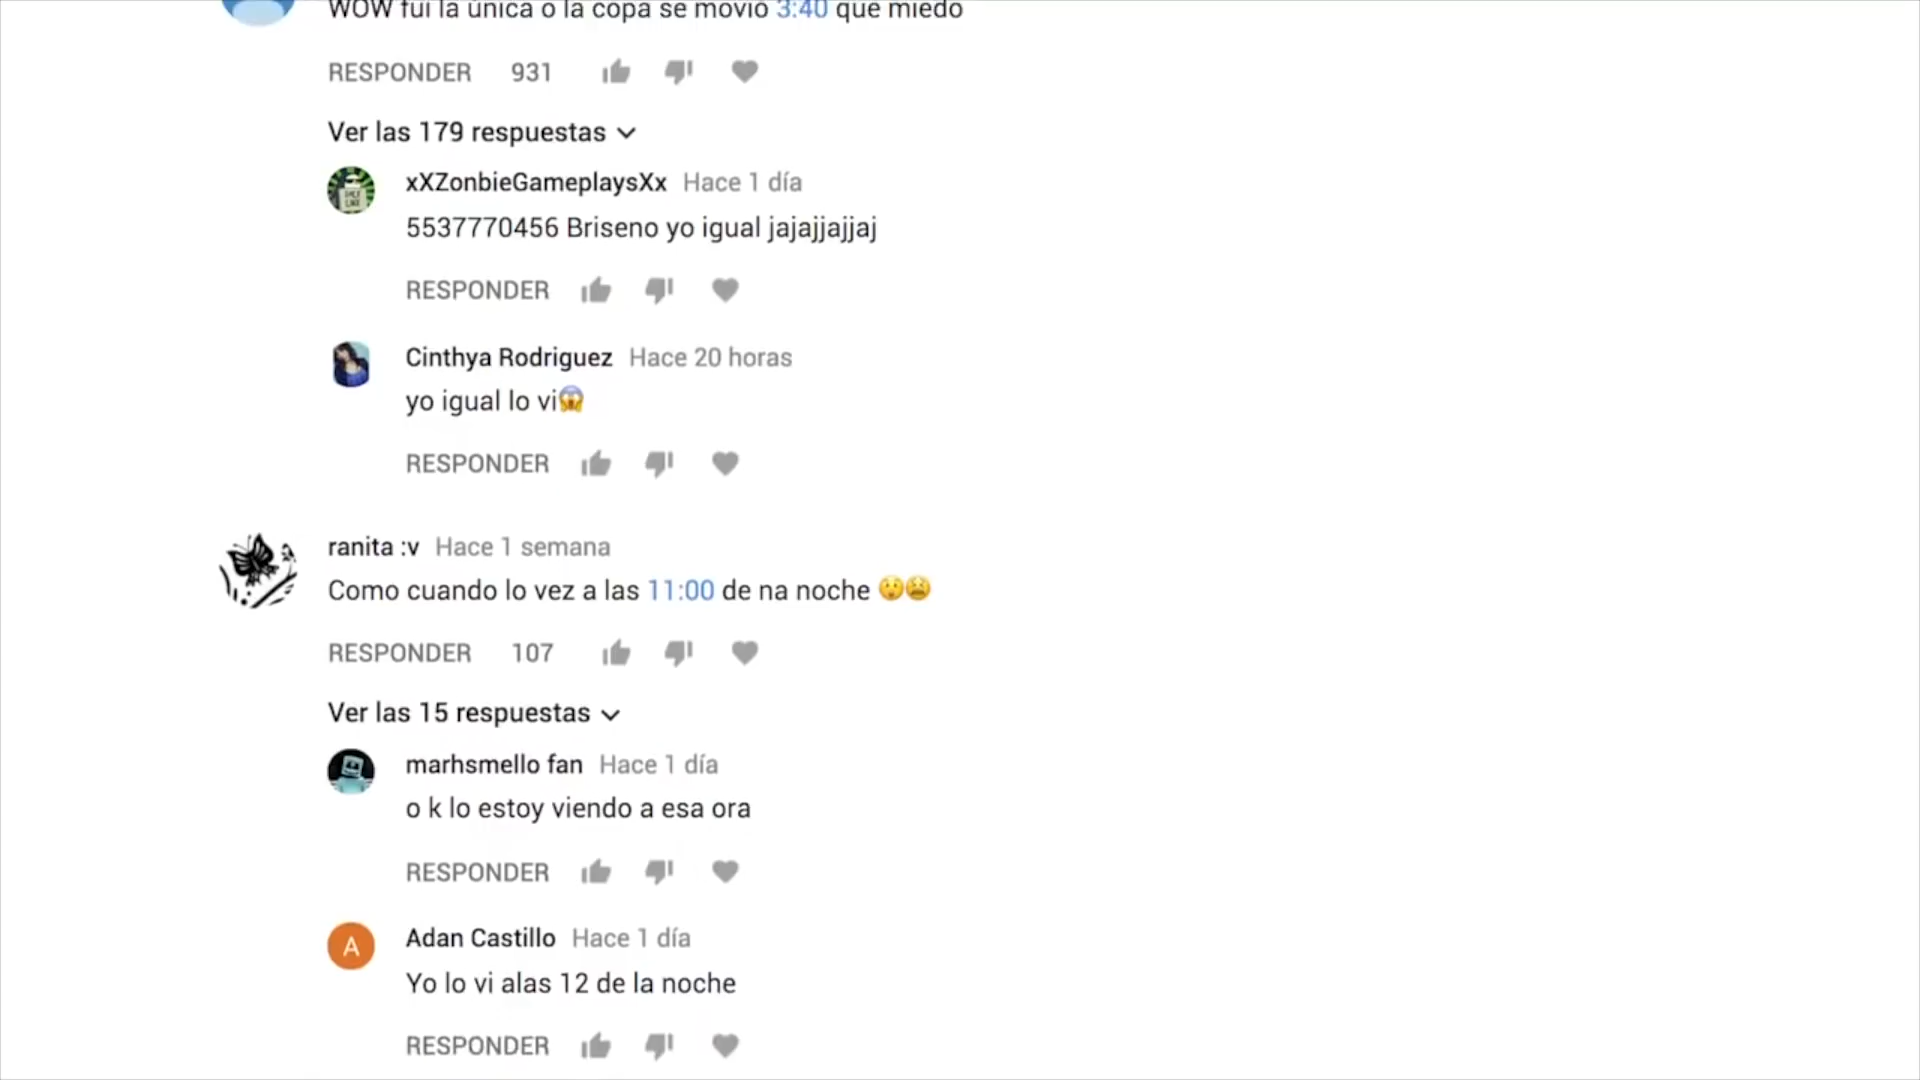 WOW fui la única o la copa se movió 3:40 que miedo
RESPONDER 931
Ver las 179 respuestas
xXZonbieGameplaysXx Hace 1 día
5537770456 Briseno yo igual jajajjajjaj
RESPONDER
Cinthya Rodriguez Hace 20 horas
yo igual lo vi😱
RESPONDER
ranita :v Hace 1 semana
Como cuando lo vez a las 11:00 de na noche 😲😫
RESPONDER 107
Ver las 15 respuestas
marhsmello fan Hace 1 día
o k lo estoy viendo a esa ora
RESPONDER
A
Adan Castillo Hace 1 día
Yo lo vi alas 12 de la noche
RESPONDER